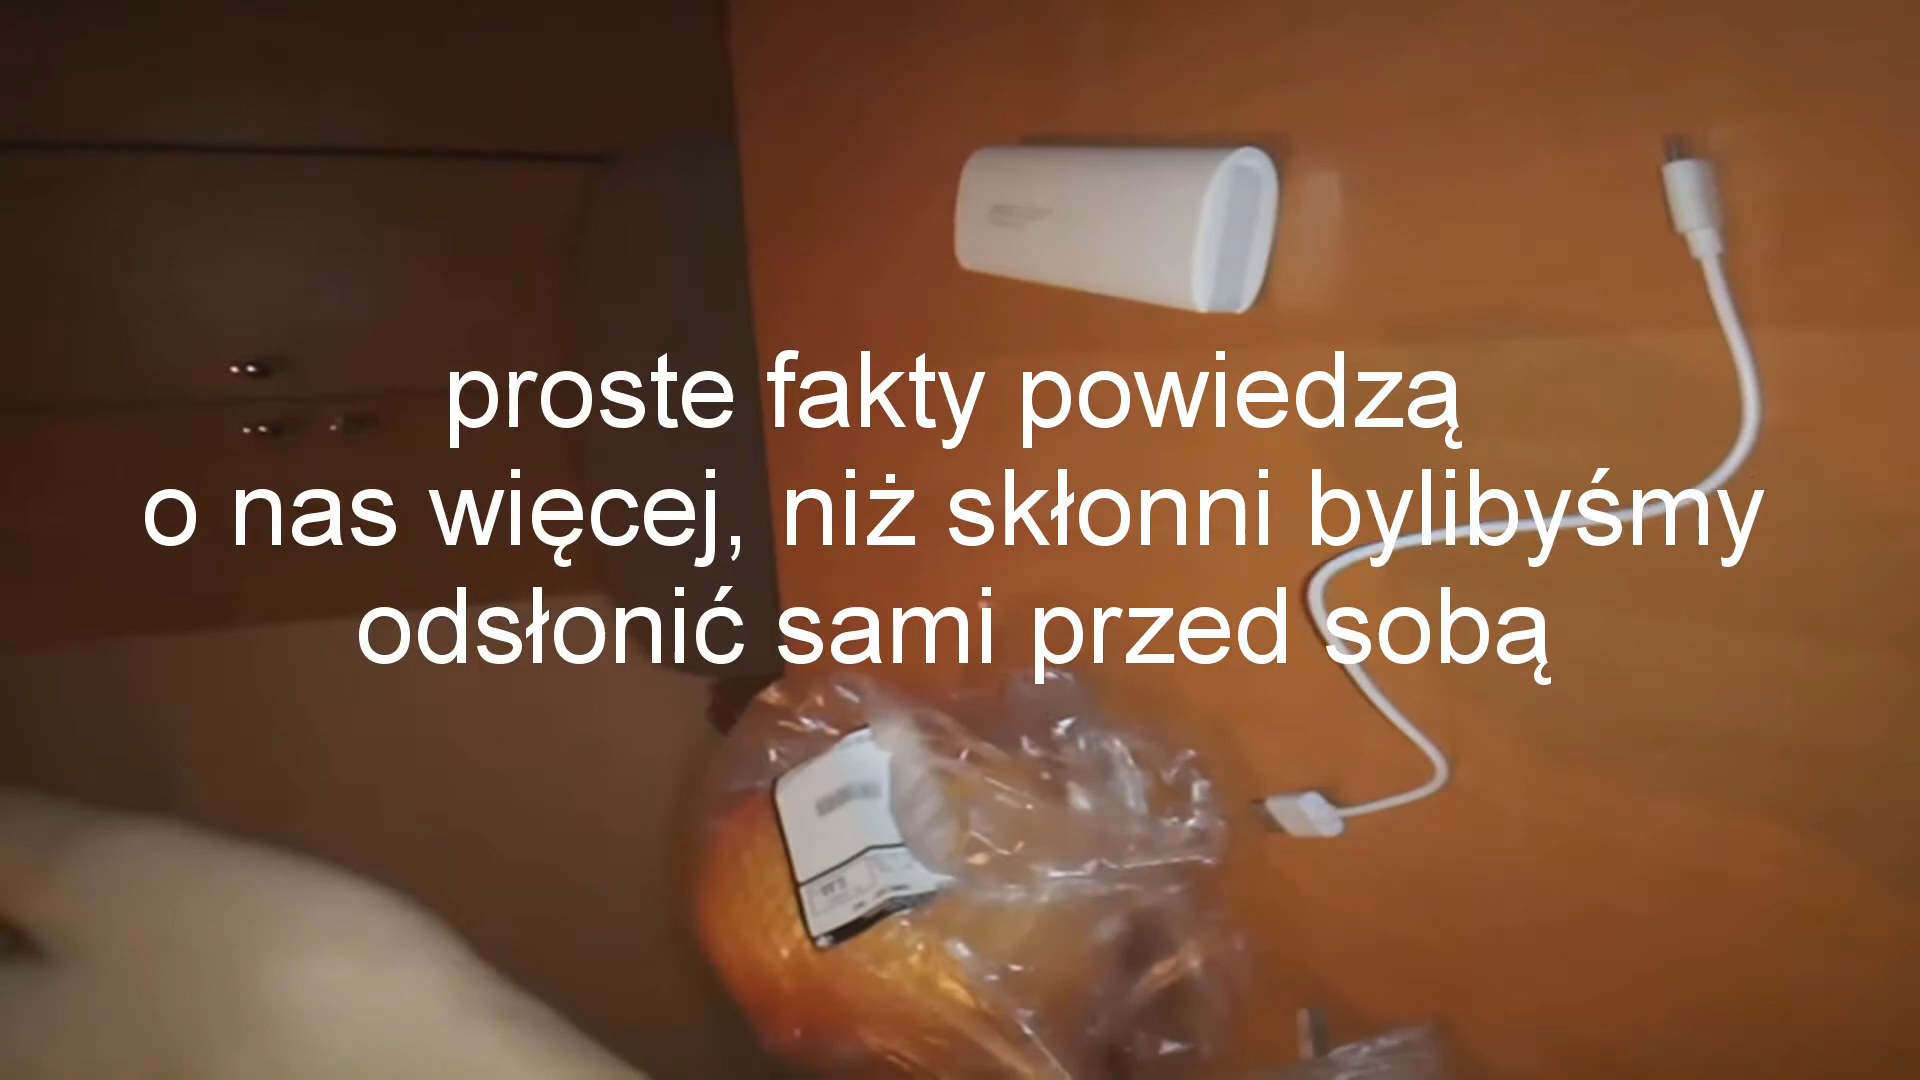 proste fakty powiedzą
o nas więcej, niż skłonni bylibyśmy
odsłonić sami przed sobą